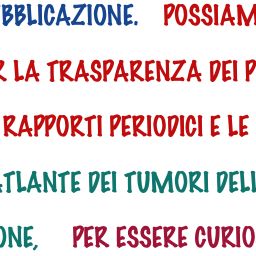 BBLICAZIONE. POSSIAM
R LA TRASPARENZA DEI P
RAPPORTI PERIODICI E LE
ATLANTE DEI TUMORI DELL
ONE, PER ESSERE CURIO